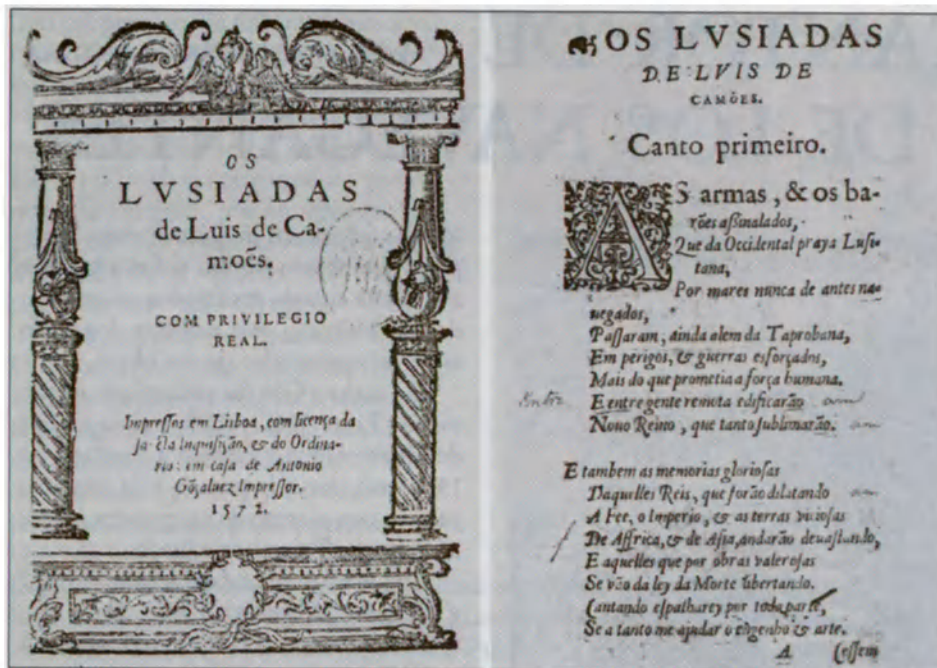 OS
LVSIADAS
de Luis de Ca-
moẽs.
COM PRIVILEGIO
REAL.
Impressos em Lisboa, com licença da
sancta Inquisição, & do Ordina-
rio: em casa de Antonio
Gõçaluez Impressor.
1572.
OS LVSIADAS
DE LVIS DE
CAMÕES.
Canto primeiro.
AS armas, & os ba-
rões aßinalados,
Que da Occidental praya Lusi-
tana,
Por mares nunca de antes na-
uegados,
Passaram, ainda alem da Taprobana,
Em perigos, & guerras esforçados,
Mais do que prometia a força humana.
E entre gente remota edificarão
Nouo Reino, que tanto sublimarão.
E tambem as memorias gloriosas
Daquelles Reis, que forão dilatando
A Fee, o Imperio, & as terras viciosas
De Affrica, & de Asia, andarão deuastando,
E aquelles que por obras valerosas
Se vão da ley da Morte libertando.
Cantando espalharey por toda parte,
Se a tanto me ajudar o engenho & arte.
A (essem